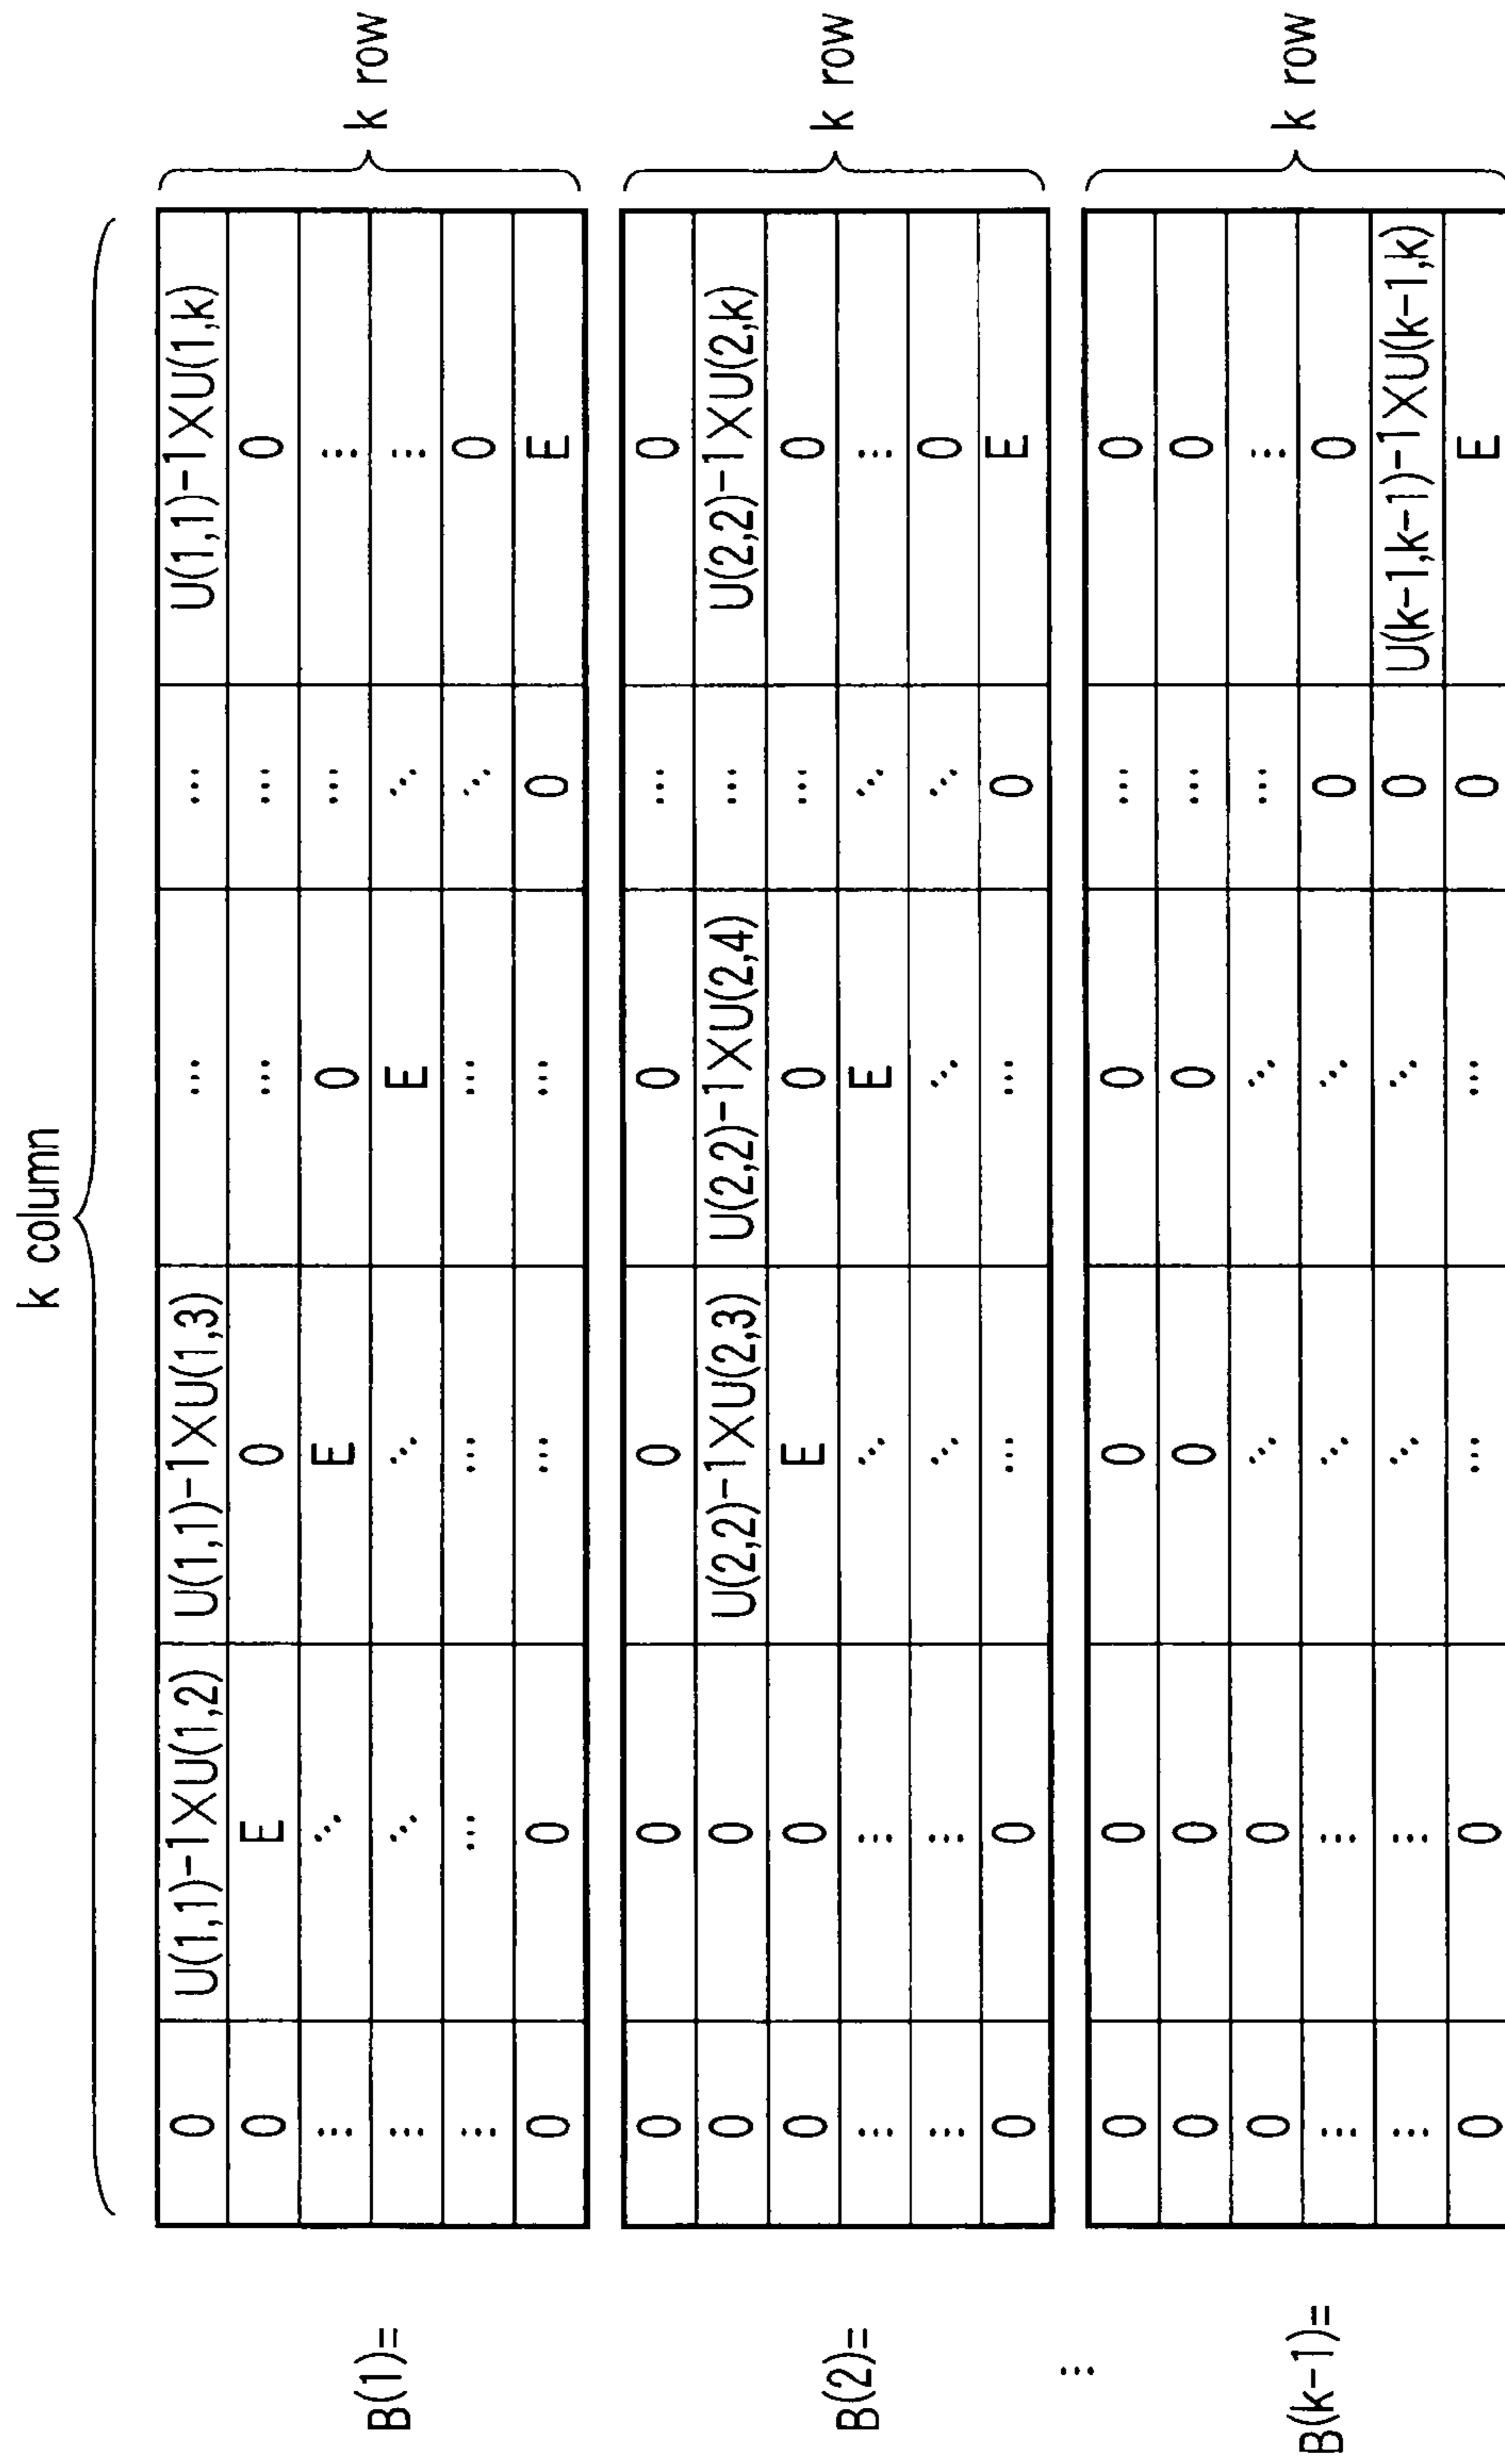 k column
B(1)=
0 U(1,1)-1×U(1,2) U(1,1)-1×U(1,3) … … U(1,1)-1×U(1,k)
0 E 0 … … 0
⋮ ⋱ E 0 … ⋮
⋮ ⋱ ⋱ E ⋱ ⋮
⋮ … … … ⋱ 0
0 0 … … 0 E
k row
B(2)=
0 0 0 0 … 0
0 0 U(2,2)-1×U(2,3) U(2,2)-1×U(2,4) … U(2,2)-1×U(2,k)
0 0 E 0 … 0
⋮ ⋮ ⋱ E ⋱ ⋮
⋮ ⋮ ⋱ ⋱ ⋱ 0
0 0 … … 0 E
k row
⋮
B(k-1)=
0 0 0 0 … 0
0 0 0 0 … 0
0 0 ⋱ ⋱ … ⋮
⋮ ⋮ ⋱ ⋱ 0 0
⋮ ⋮ ⋱ ⋱ 0 U(k-1,k-1)-1×U(k-1,k)
0 0 … … 0 E
k row